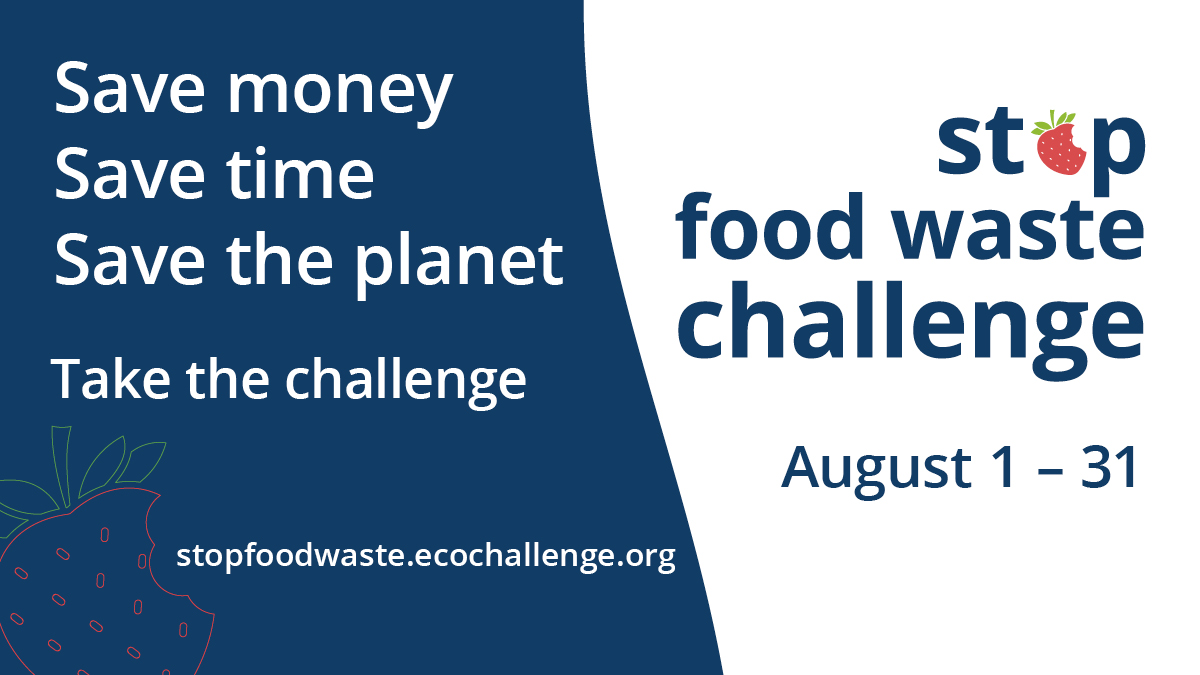 Save money
Save time
Save the planet
Take the challenge
stopfoodwaste.ecochallenge.org
stop
food waste
challenge
August 1 – 31